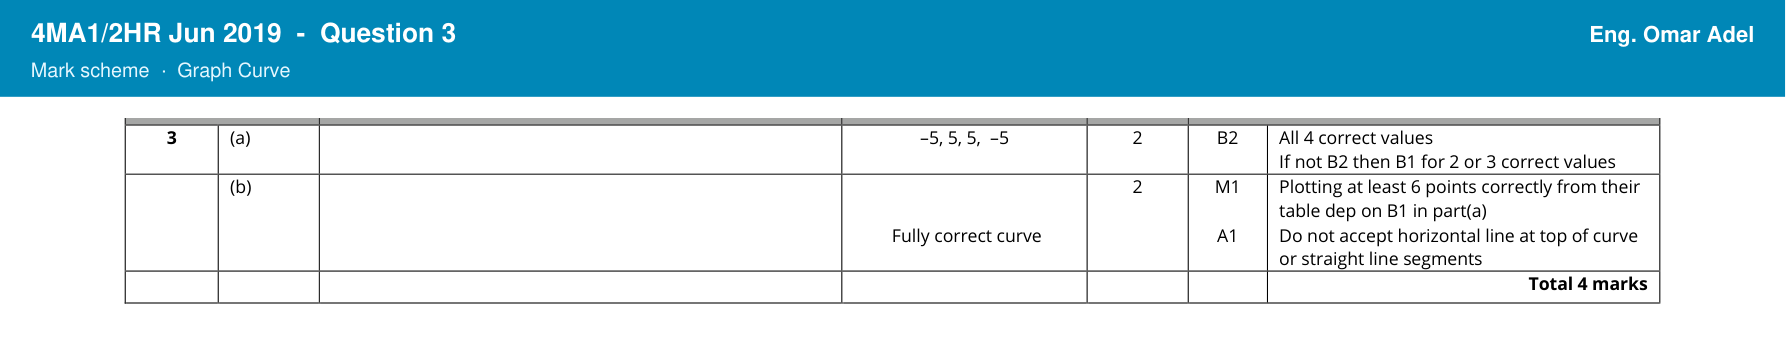 4MA1/2HR Jun 2019 - Question 3
Eng. Omar Adel
Mark scheme · Graph Curve
3 (a) –5, 5, 5, –5 2 B2 All 4 correct values
If not B2 then B1 for 2 or 3 correct values
(b) 2 M1 Plotting at least 6 points correctly from their
table dep on B1 in part(a)
Fully correct curve A1 Do not accept horizontal line at top of curve
or straight line segments
Total 4 marks